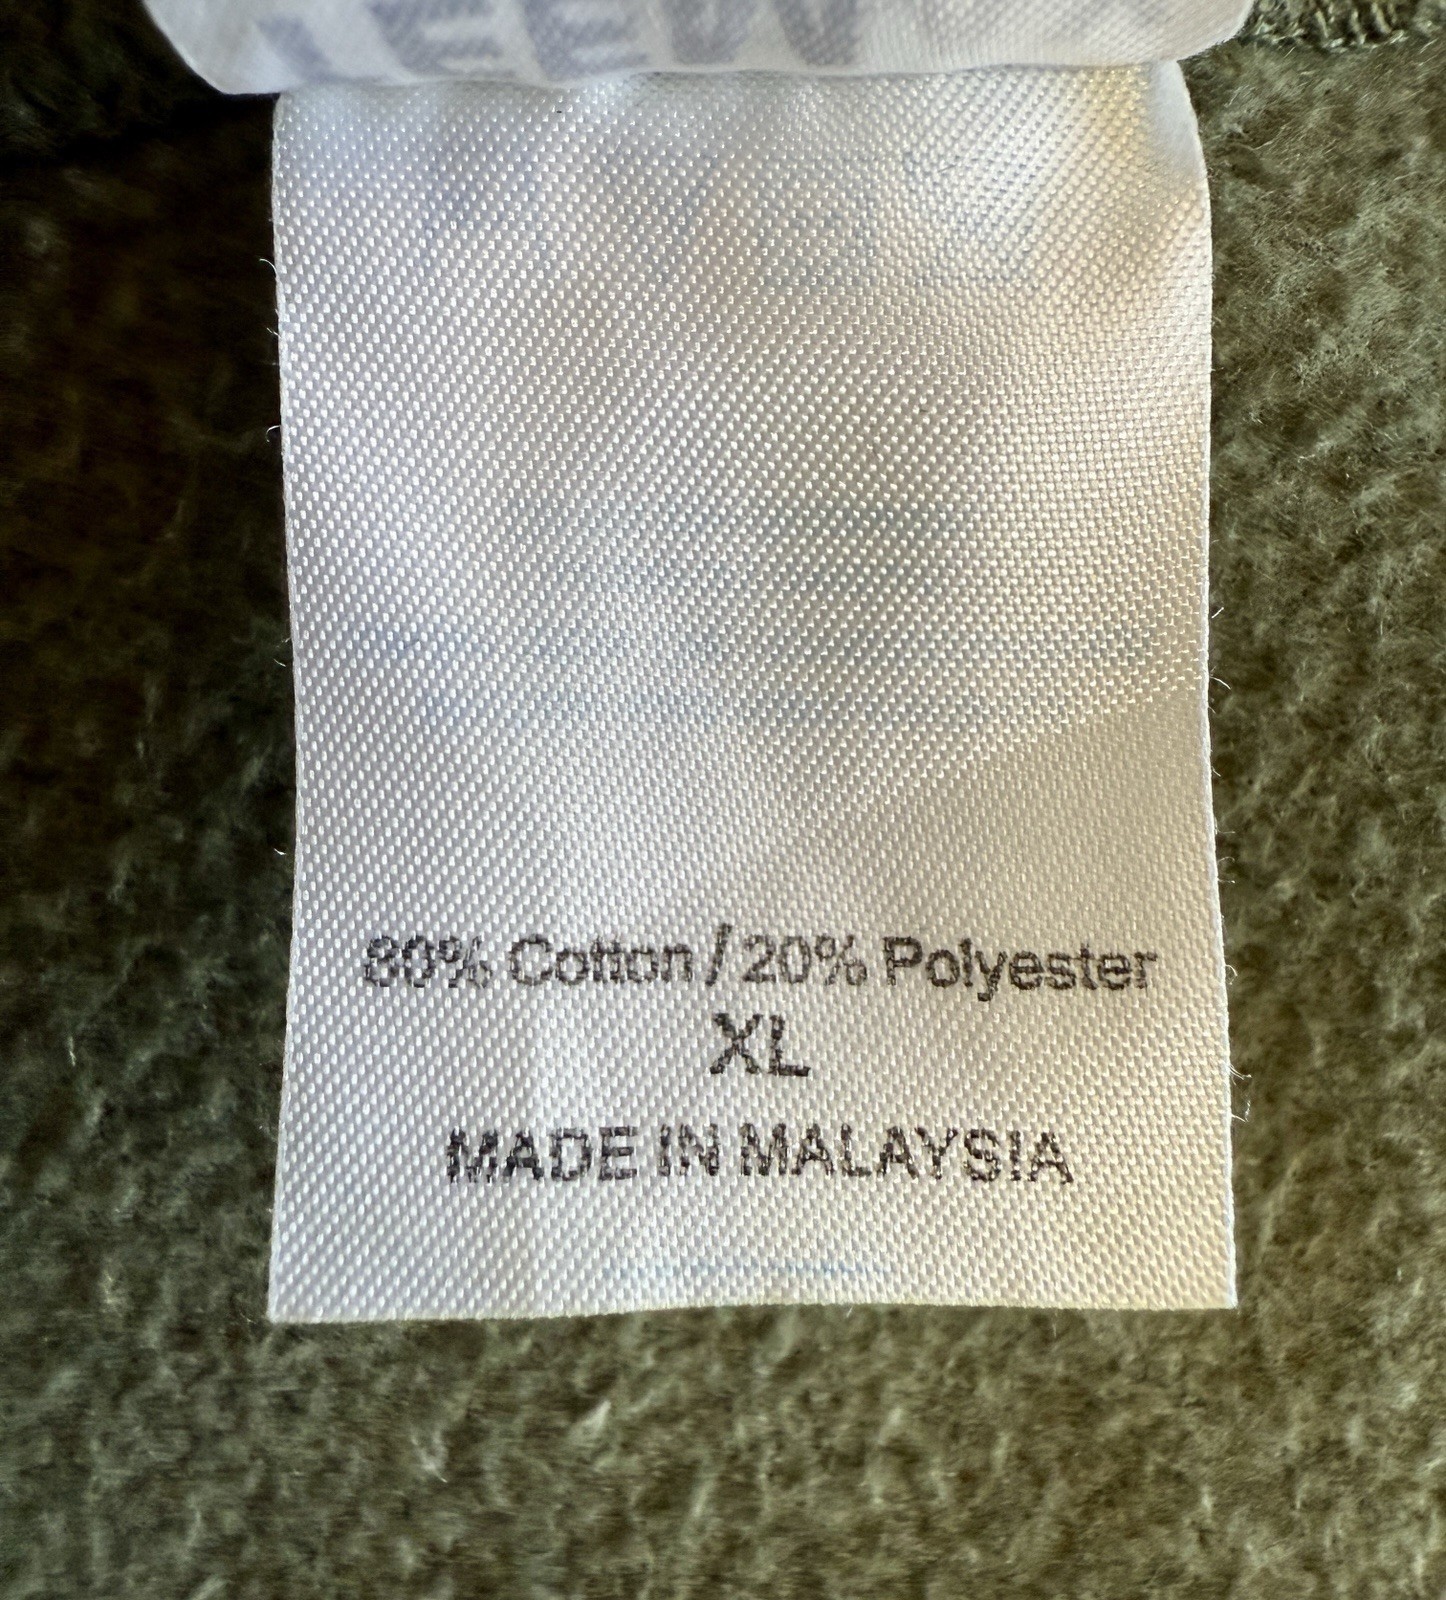 80% Cotton / 20% Polyester
XL
MADE IN MALAYSIA